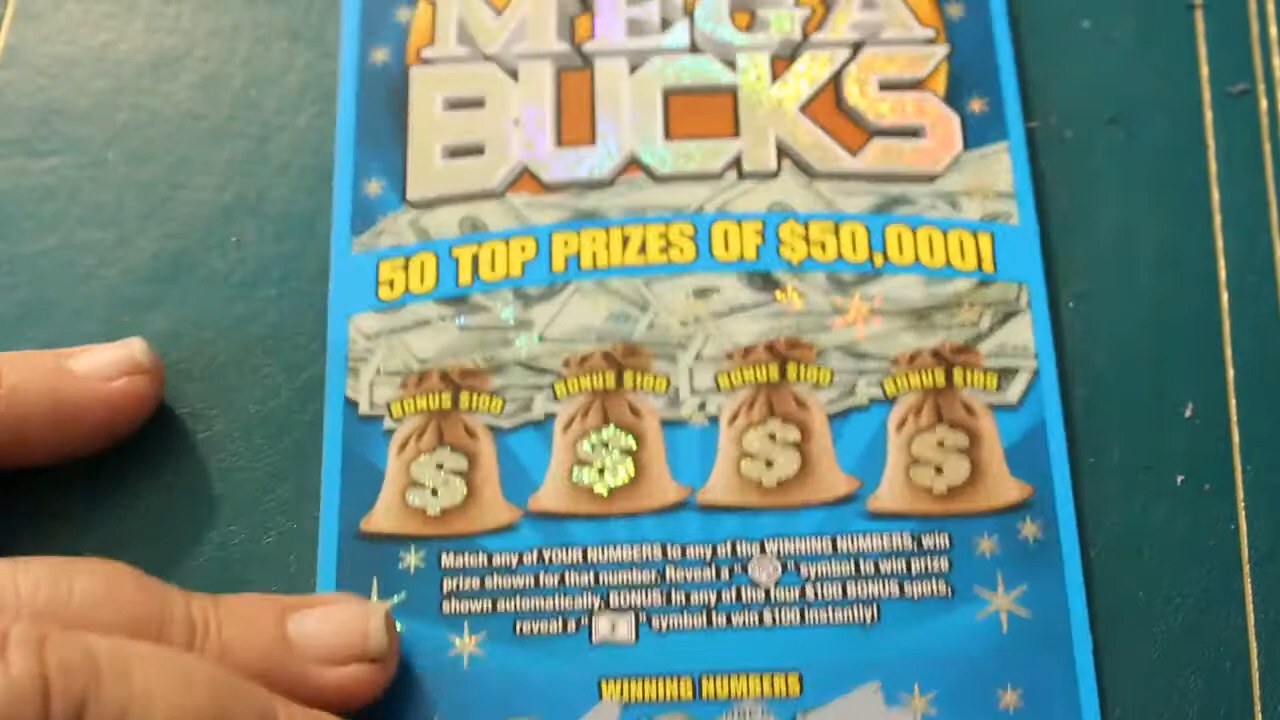 MEGA
BUCKS
50 TOP PRIZES OF $50,000!
BONUS $100 BONUS $100 BONUS $100 BONUS $100
$ $ $ $
Match any of YOUR NUMBERS to any of the WINNING NUMBERS, win
prize shown for that number. Reveal a " " symbol to win prize
shown automatically. BONUS: In any of the four $100 BONUS spots,
reveal a " " symbol to win $100 instantly!
WINNING NUMBERS